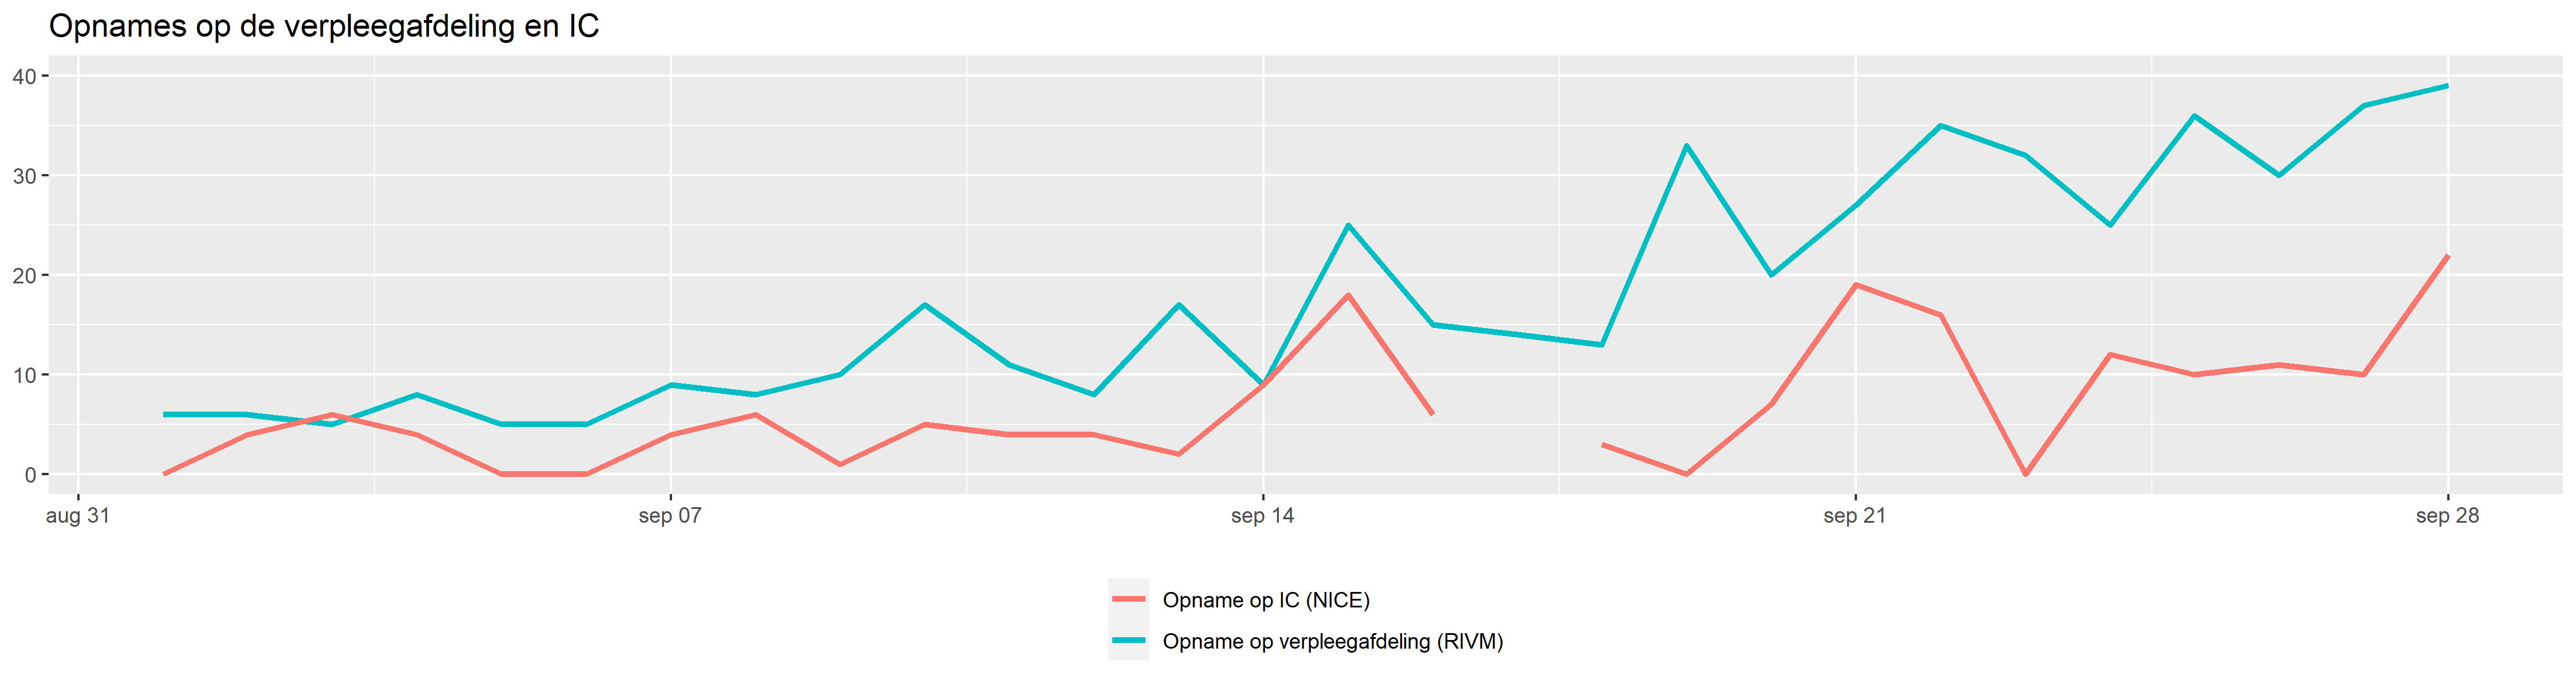 Opnames op de verpleegafdeling en IC
40
30
20
10
0
aug 31 sep 07 sep 14 sep 21 sep 28
Opname op IC (NICE)
Opname op verpleegafdeling (RIVM)